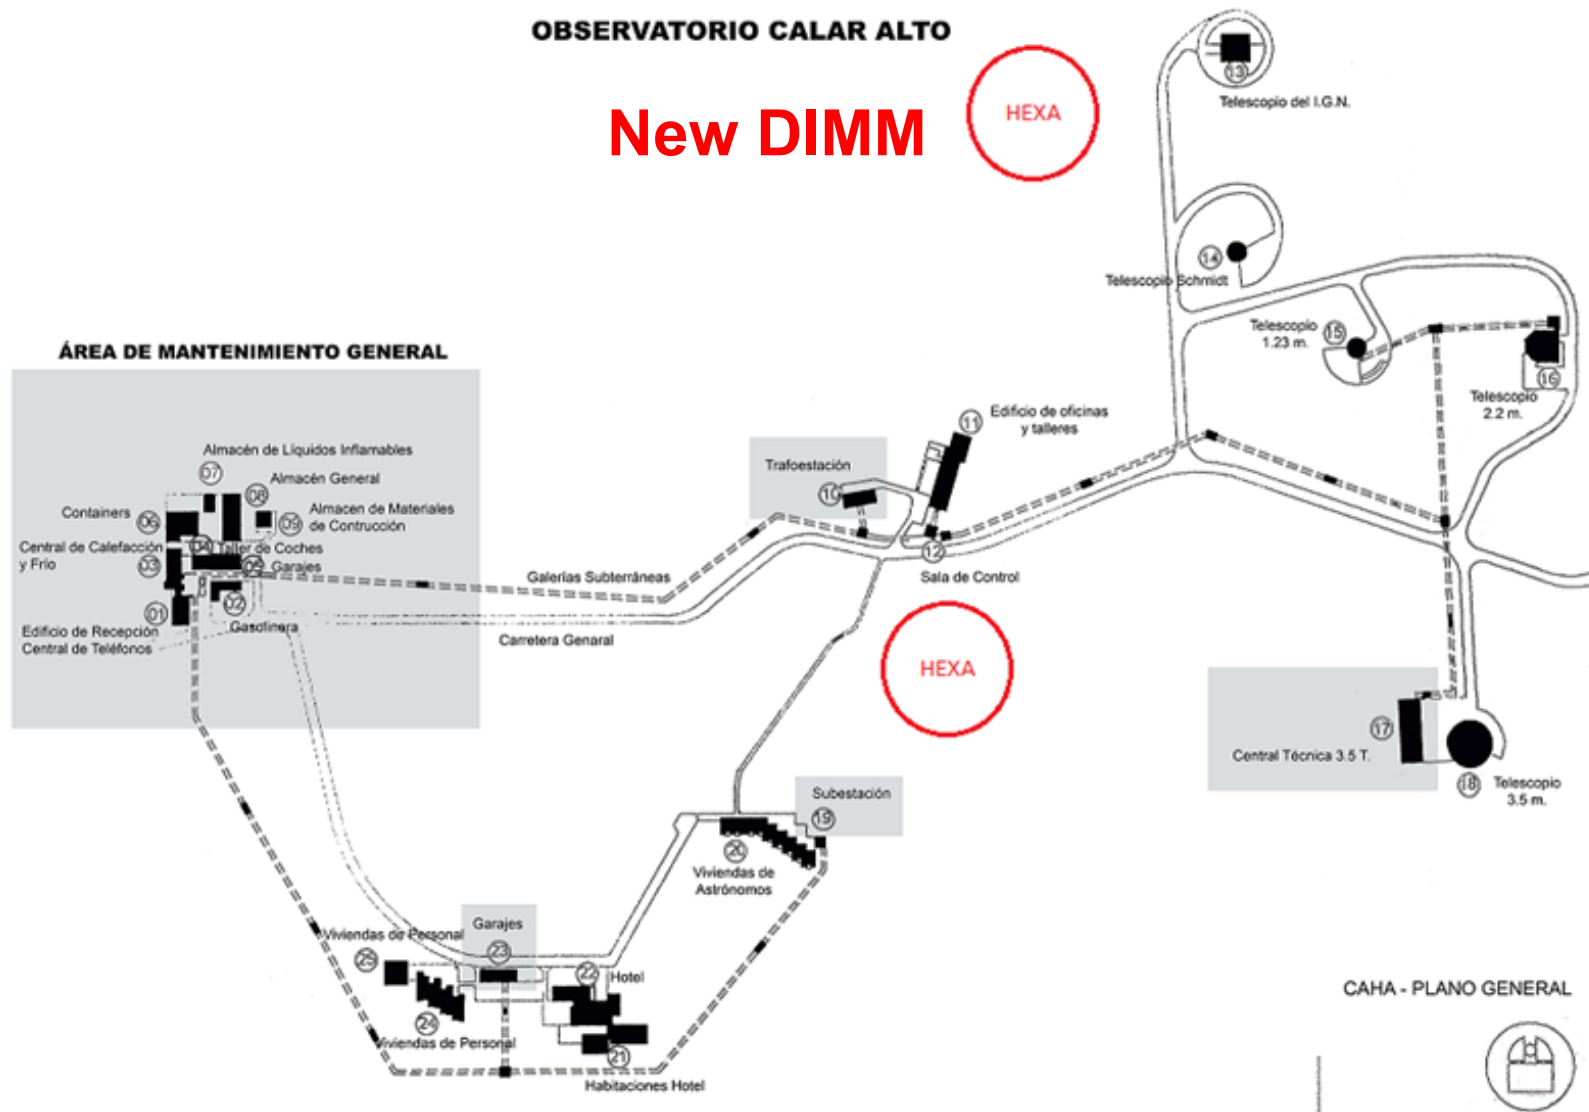 OBSERVATORIO CALAR ALTO
New DIMM
HEXA
13
Telescopio del I.G.N.
14
Telescopio Schmidt
Telescopio
1.23 m.
15
16
Telescopio
2.2 m.
ÁREA DE MANTENIMIENTO GENERAL
Almacén de Líquidos Inflamables
07
Almacén General
08
Containers
06
09
Almacen de Materiales
de Contrucción
Central de Calefacción
y Frío
03
04
Taller de Coches
05
Garajes
01
02
Gasolinera
Edificio de Recepción
Central de Teléfonos
Trafoestación
10
11
Edificio de oficinas
y talleres
12
Sala de Control
Galerías Subterráneas
Carretera Genaral
HEXA
17
Central Técnica 3.5 T.
18
Telescopio
3.5 m.
Subestación
19
20
Viviendas de
Astrónomos
Garajes
23
Viviendas de Personal
25
22
Hotel
24
Viviendas de Personal
21
Habitaciones Hotel
CAHA - PLANO GENERAL